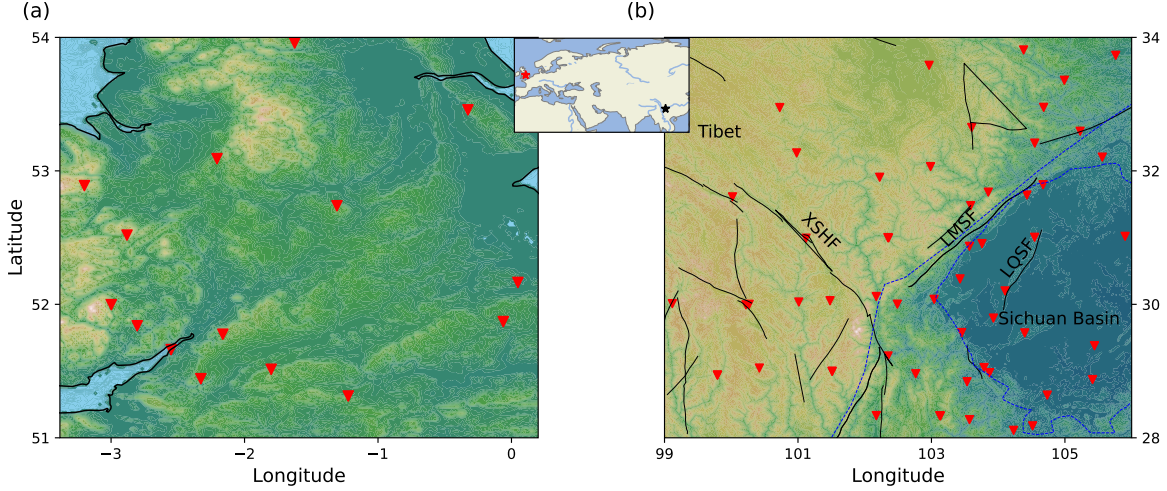 (a)
(b)
54
53
52
51
Latitude
−3
−2
−1
0
Longitude
Tibet
XSHF
LMSF
LQSF
Sichuan Basin
34
32
30
28
99
101
103
105
Longitude